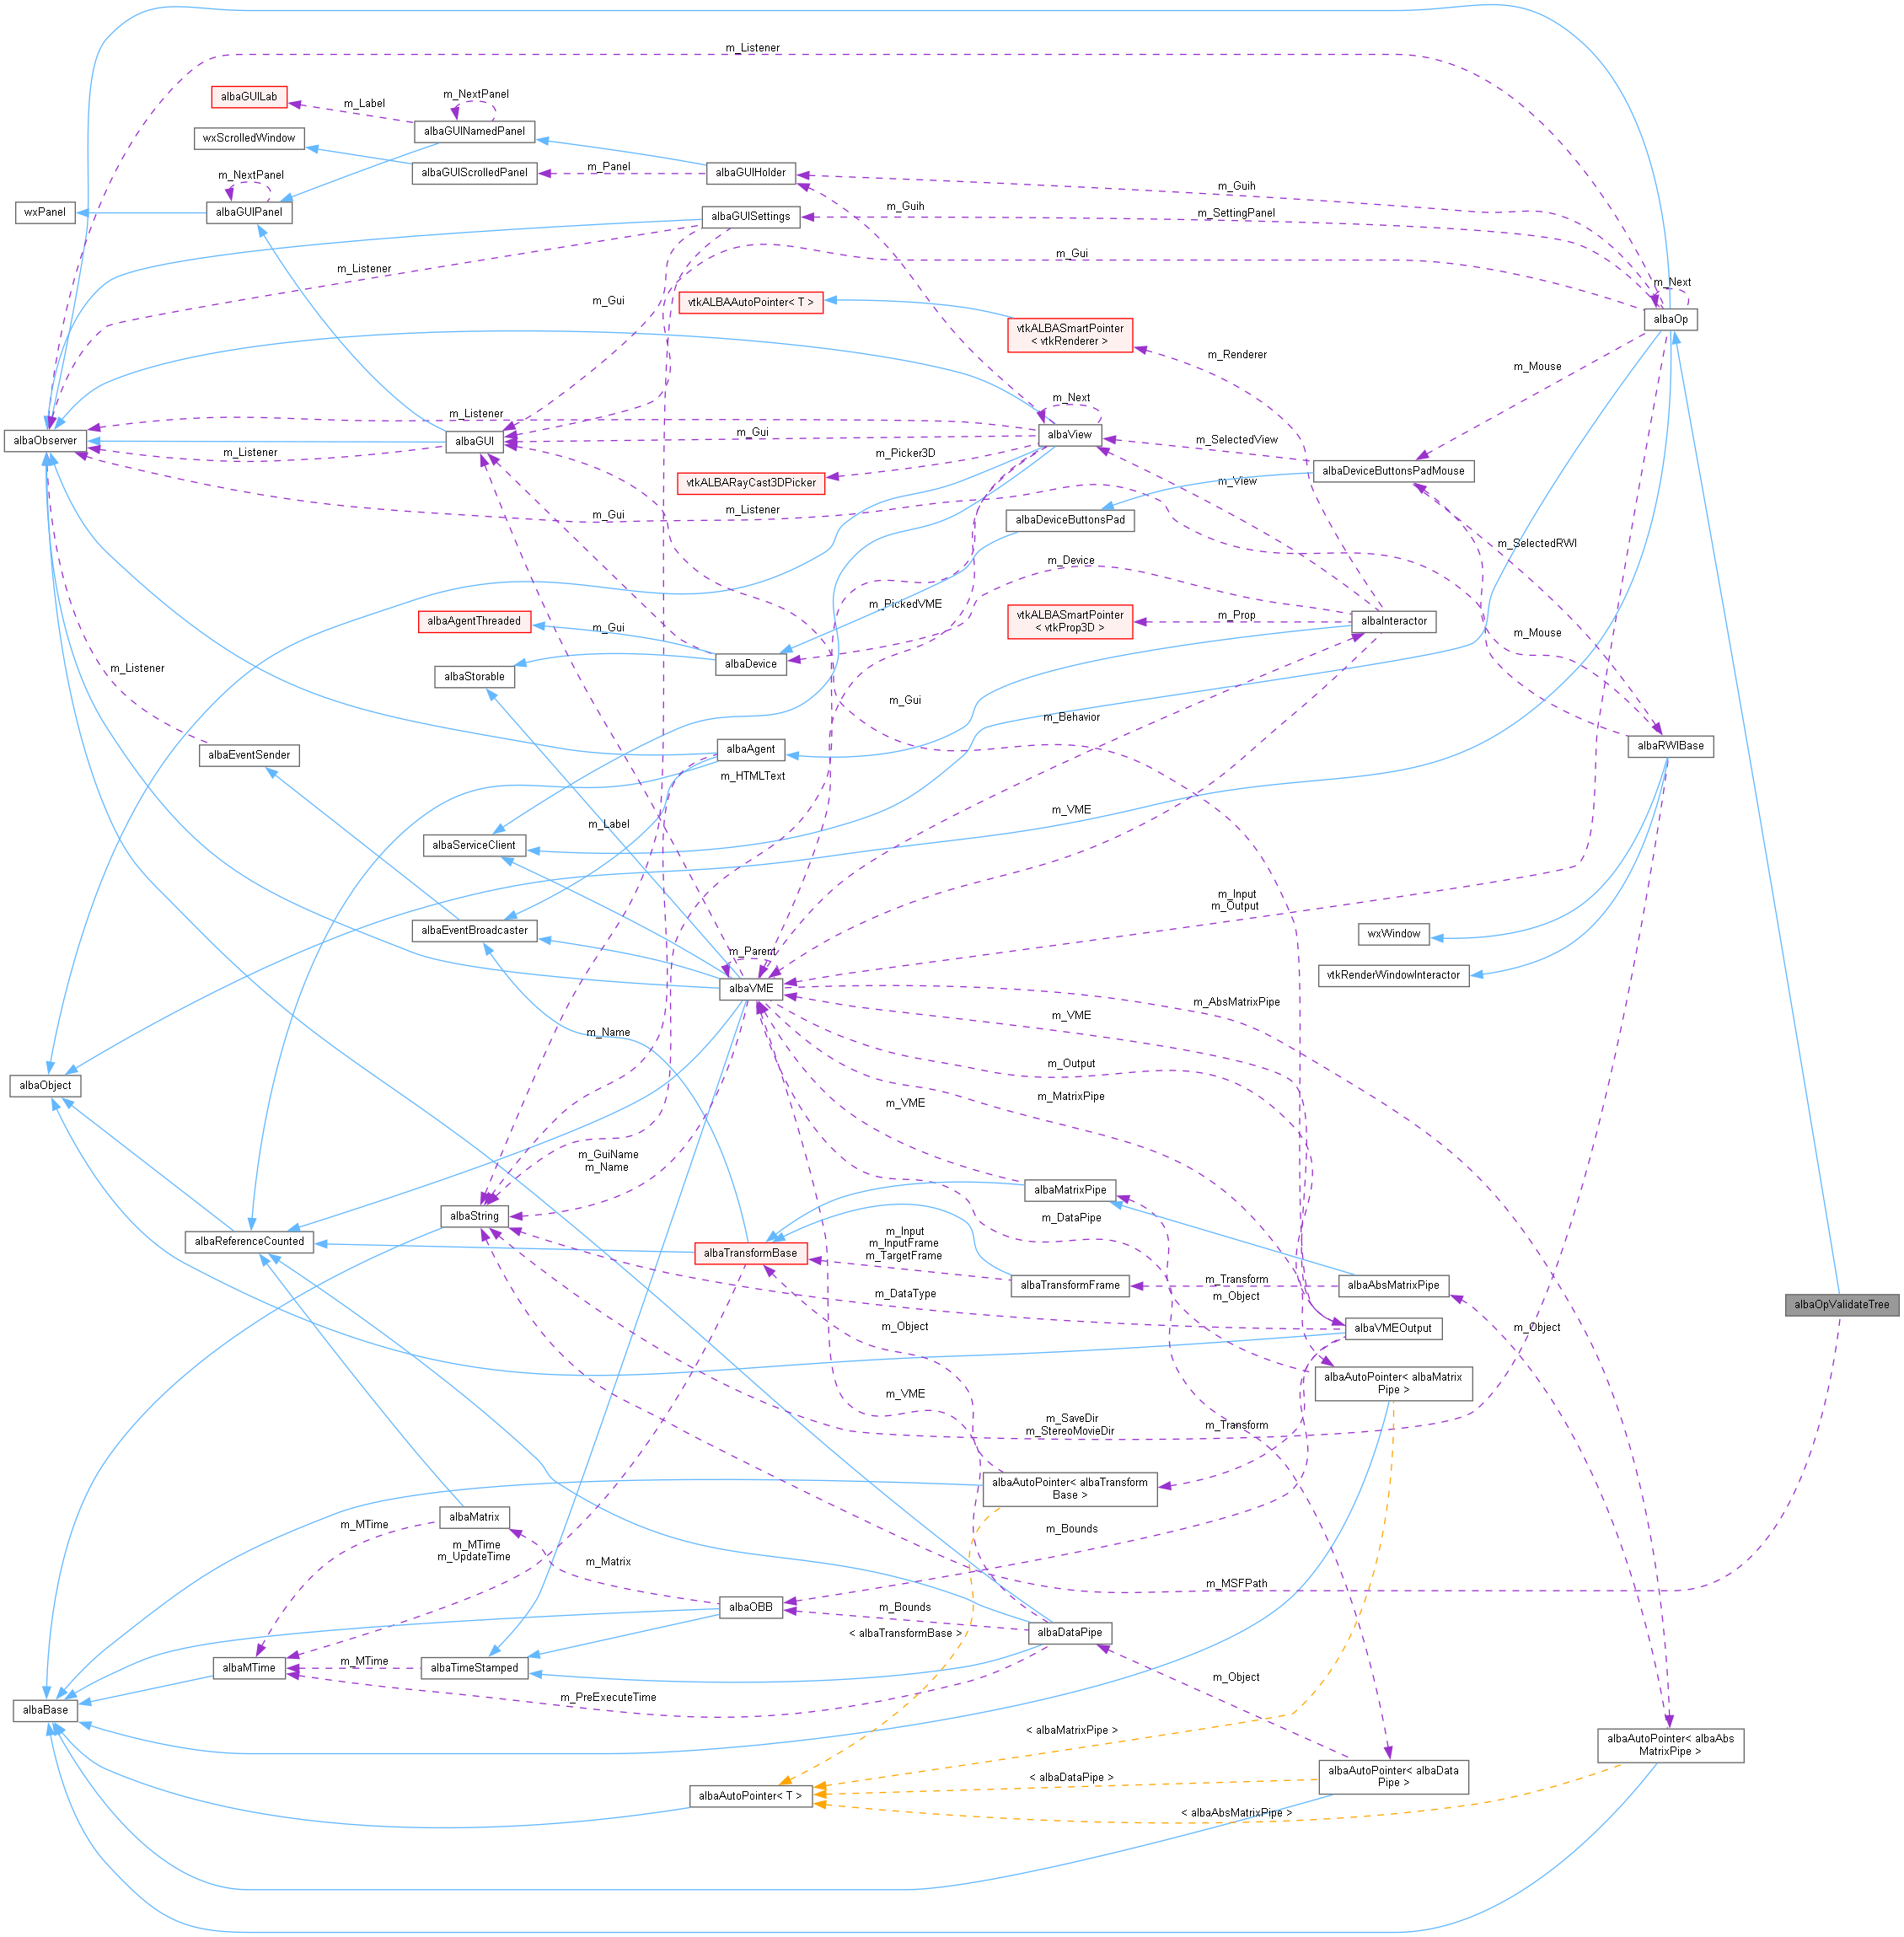 m_Listener
albaGUILab
m_Label
m_NextPanel
albaGUINamedPanel
wxScrolledWindow
albaGUIScrolledPanel
m_Panel
albaGUIHolder
m_NextPanel
m_Guih
wxPanel
albaGUIPanel
albaGUISettings
m_Guih
m_SettingPanel
m_Gui
m_Listener
m_Next
m_Gui
vtkALBAAutoPointer< T >
vtkALBASmartPointer
< vtkRenderer >
albaOp
m_Renderer
m_Mouse
m_Next
m_Listener
albaObserver
albaGUI
m_Gui
albaView
m_SelectedView
m_Listener
m_Picker3D
vtkALBARayCast3DPicker
albaDeviceButtonsPadMouse
m_View
m_Gui
m_Listener
albaDeviceButtonsPad
m_SelectedRWI
m_Device
m_PickedVME
albaAgentThreaded
m_Gui
vtkALBASmartPointer
< vtkProp3D >
m_Prop
albaInteractor
m_Mouse
m_Listener
albaStorable
albaDevice
m_Gui
m_Behavior
albaEventSender
albaAgent
albaRWIBase
m_HTMLText
m_Label
m_VME
albaServiceClient
m_Input
m_Output
albaEventBroadcaster
wxWindow
m_Parent
vtkRenderWindowInteractor
albaVME
m_AbsMatrixPipe
m_VME
m_Name
m_Output
albaObject
m_VME
m_MatrixPipe
m_GuiName
m_Name
albaMatrixPipe
albaString
m_DataPipe
albaReferenceCounted
albaTransformBase
m_Input
m_InputFrame
m_TargetFrame
albaTransformFrame
m_Transform
albaAbsMatrixPipe
m_DataType
m_Object
albaOpValidateTree
m_Object
albaVMEOutput
m_Object
albaAutoPointer< albaMatrix
Pipe >
m_VME
m_SaveDir
m_StereoMovieDir
m_Transform
albaAutoPointer< albaTransform
Base >
albaMatrix
m_MTime
m_MTime
m_UpdateTime
m_Matrix
m_Bounds
m_MSFPath
albaOBB
m_Bounds
< albaTransformBase >
albaDataPipe
albaMTime
m_MTime
albaTimeStamped
m_Object
m_PreExecuteTime
albaBase
< albaMatrixPipe >
albaAutoPointer< albaAbs
MatrixPipe >
< albaDataPipe >
albaAutoPointer< albaData
Pipe >
albaAutoPointer< T >
< albaAbsMatrixPipe >